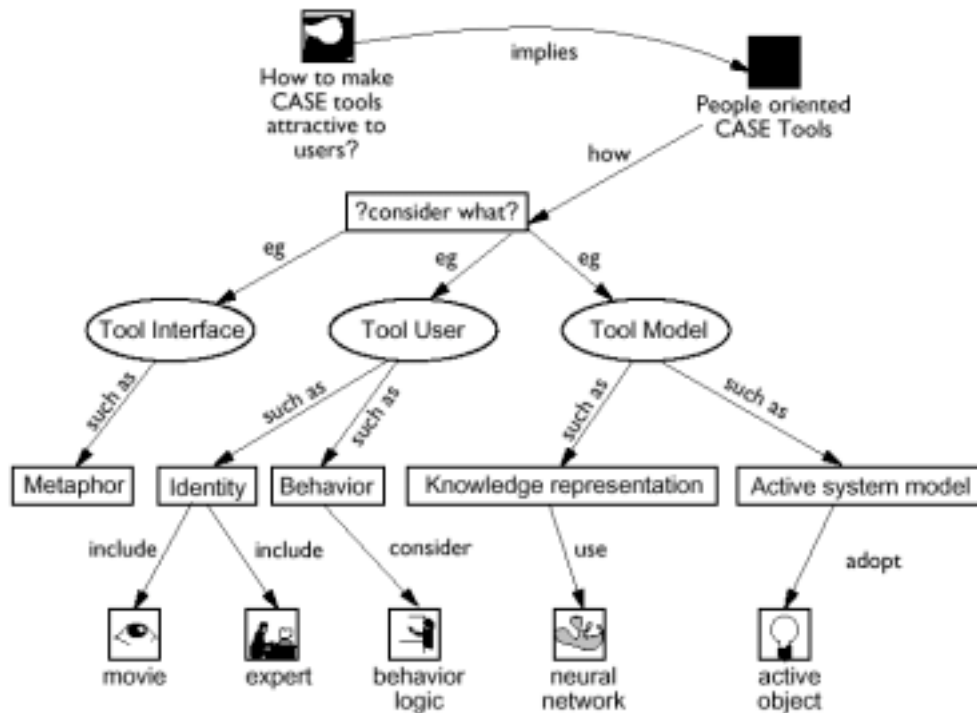 implies
How to make
CASE tools
attractive to
users?
People oriented
CASE Tools
how
?consider what?
eg
eg
eg
Tool Interface
Tool User
Tool Model
such as
such as
such as
such as
such as
Metaphor
Identity
Behavior
Knowledge representation
Active system model
include
include
consider
use
adopt
movie
expert
behavior
logic
neural
network
active
object